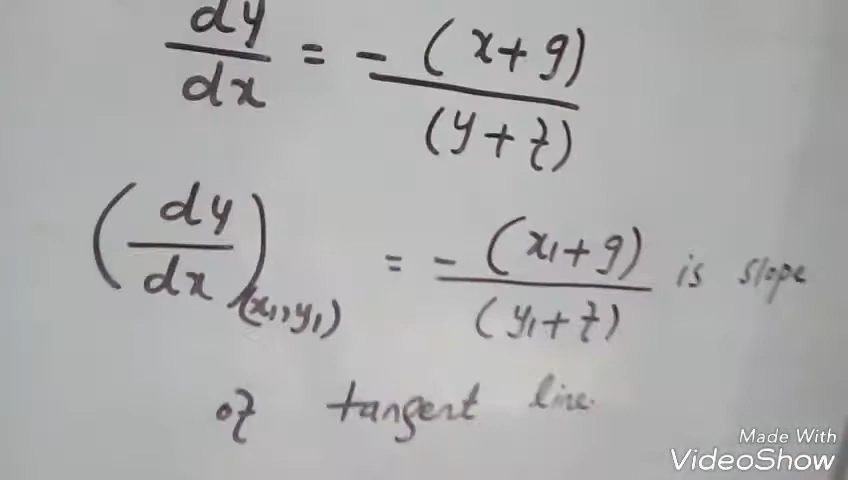 dy/dx = -(x+g)/(y+f)
(dy/dx)(x₁,y₁) = -(x₁+g)/(y₁+f) is slope
of tangent line.
Made With
VideoShow